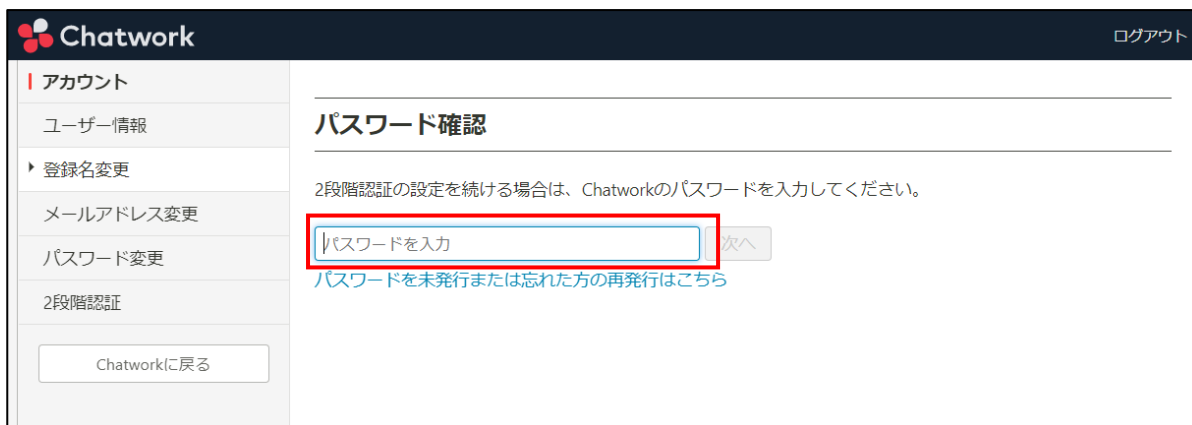 Chatwork
ログアウト
アカウント
ユーザー情報
登録名変更
メールアドレス変更
パスワード変更
2段階認証
Chatworkに戻る
パスワード確認
2段階認証の設定を続ける場合は、Chatworkのパスワードを入力してください。
パスワードを入力
次へ
パスワードを未発行または忘れた方の再発行はこちら